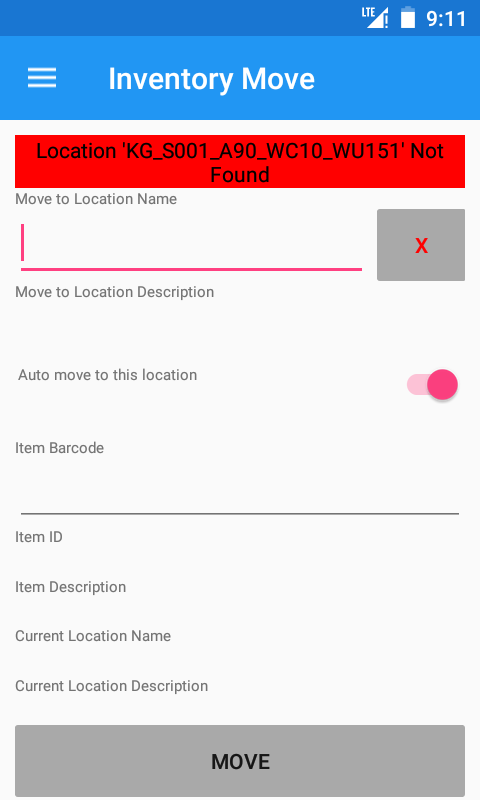 LTE 9:11
Inventory Move
Location 'KG_S001_A90_WC10_WU151' Not
Found
Move to Location Name
X
Move to Location Description
Auto move to this location
Item Barcode
Item ID
Item Description
Current Location Name
Current Location Description
MOVE